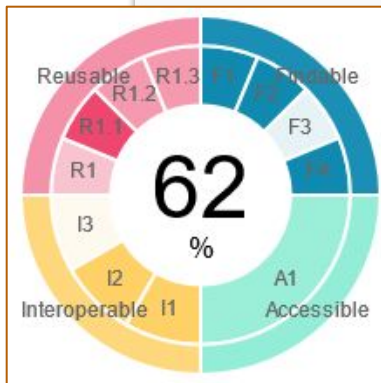 Reusable
Findable
R1.3
F1
R1.2
F2
R1.1
F3
R1
F4
62
%
I3
A1
I2
I1
Interoperable
Accessible